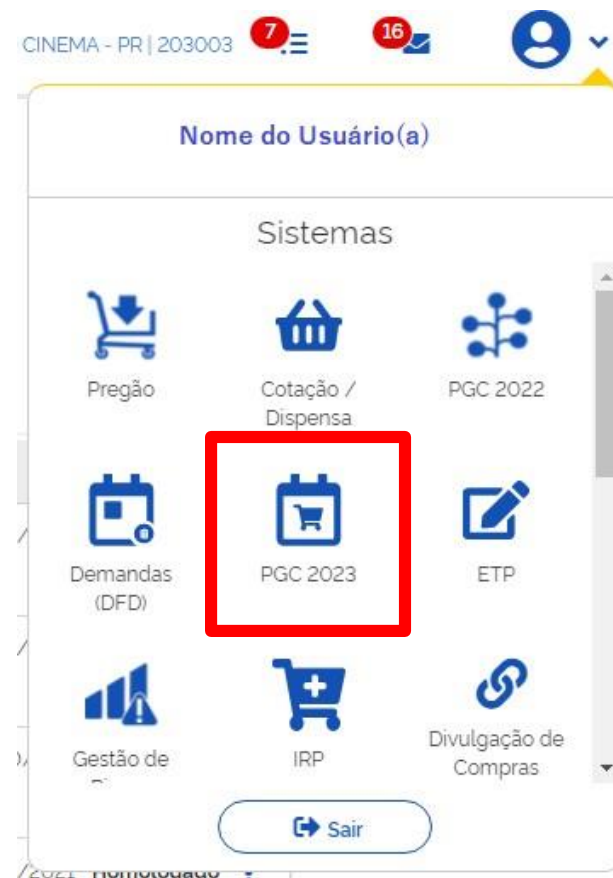 CINEMA - PR | 203003 7 16
Nome do Usuário(a)
Sistemas
Pregão
Cotação /
Dispensa
PGC 2022
Demandas
(DFD)
PGC 2023
ETP
Gestão de
IRP
Divulgação de
Compras
Sair
/2021 Homologado